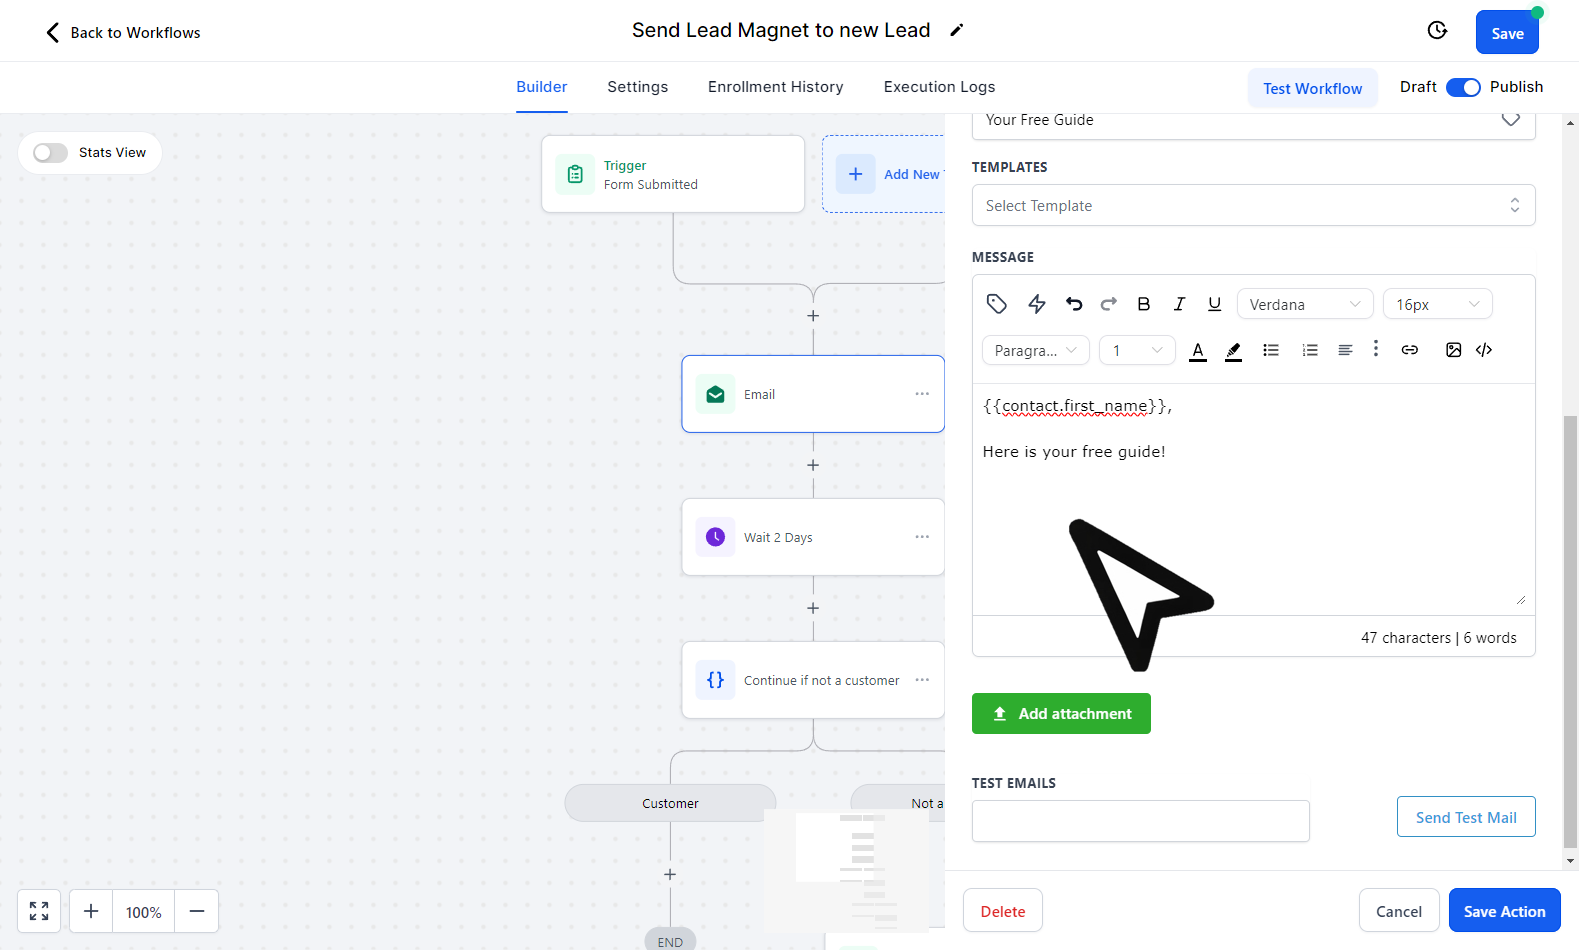 Back to Workflows
Send Lead Magnet to new Lead
Save
Builder
Settings
Enrollment History
Execution Logs
Test Workflow
Draft
Publish
Stats View
Trigger
Form Submitted
Add New
Email
Wait 2 Days
Continue if not a customer
Customer
Not a
END
100%
Your Free Guide
TEMPLATES
Select Template
MESSAGE
B I U Verdana 16px
Paragra... 1 A
{{contact.first_name}},
Here is your free guide!
47 characters | 6 words
Add attachment
TEST EMAILS
Send Test Mail
Delete
Cancel
Save Action